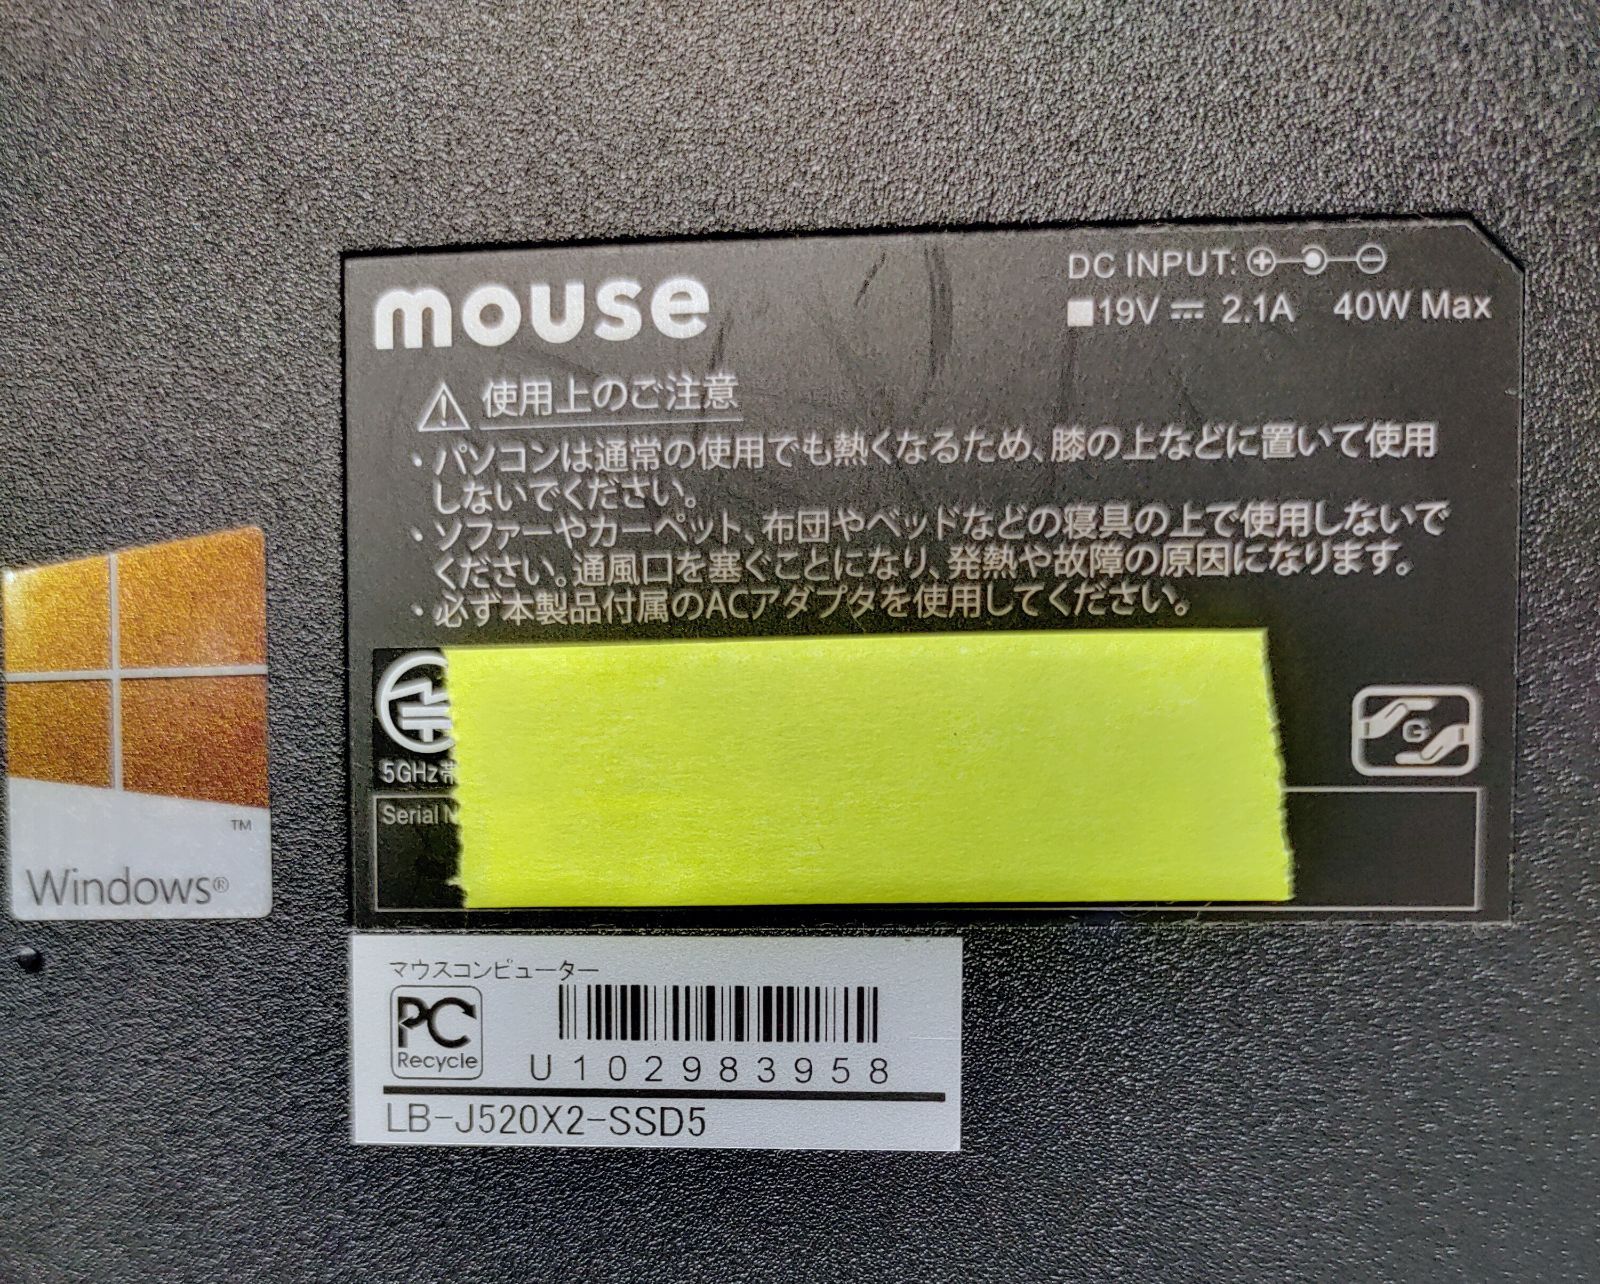 mouse
DC INPUT:
19V 2.1A 40W Max
使用上のご注意
・パソコンは通常の使用でも熱くなるため、膝の上などに置いて使用
しないでください。
・ソファーやカーペット、布団やベッドなどの寝具の上で使用しないで
ください。通風口を塞ぐことになり、発熱や故障の原因になります。
・必ず本製品付属のACアダプタを使用してください。
5GHz帯
G
Serial N
TM
Windows®
マウスコンピューター
PC
Recycle
U102983958
LB-J520X2-SSD5